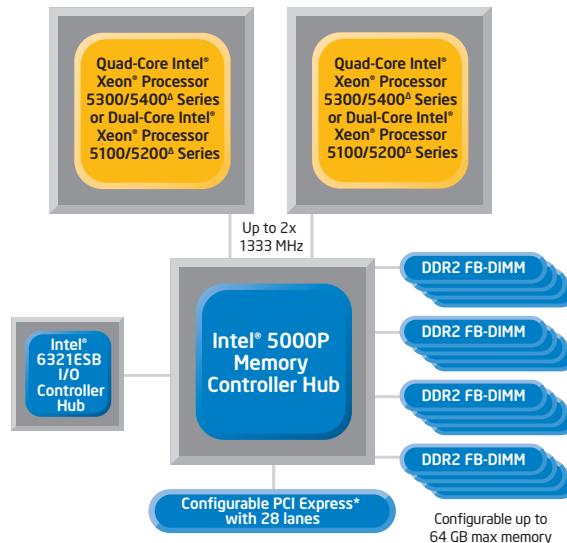 Quad-Core Intel®
Xeon® Processor
5300/5400Δ Series
or Dual-Core Intel®
Xeon® Processor
5100/5200Δ Series
Quad-Core Intel®
Xeon® Processor
5300/5400Δ Series
or Dual-Core Intel®
Xeon® Processor
5100/5200Δ Series
Up to 2x
1333 MHz
DDR2 FB-DIMM
DDR2 FB-DIMM
DDR2 FB-DIMM
DDR2 FB-DIMM
Intel® 5000P
Memory
Controller Hub
Intel®
6321ESB
I/O
Controller
Hub
Configurable PCI Express*
with 28 lanes
Configurable up to
64 GB max memory